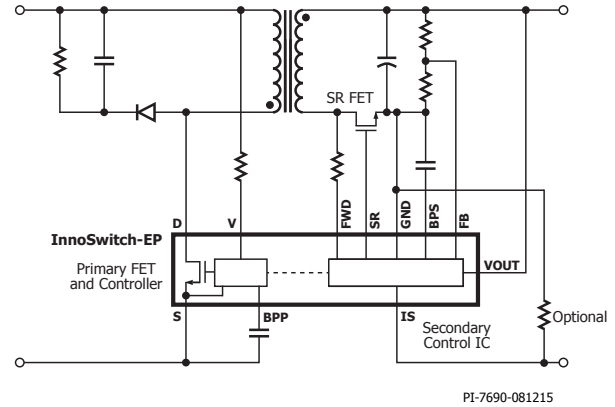 SR FET
D
V
FWD
SR
GND
BPS
FB
InnoSwitch-EP
VOUT
Primary FET
and Controller
Optional
S
BPP
IS
Secondary
Control IC
PI-7690-081215